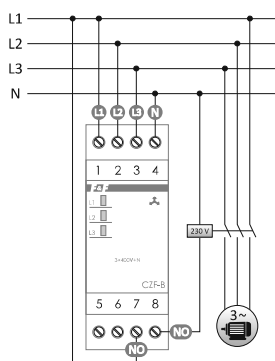 L1
L2
L3
N
L1 L2 L3 N
1 2 3 4
F&F
L1
L2
L3
3×400V+N
CZF-B
230 V
5 6 7 8
NO
NO
3~